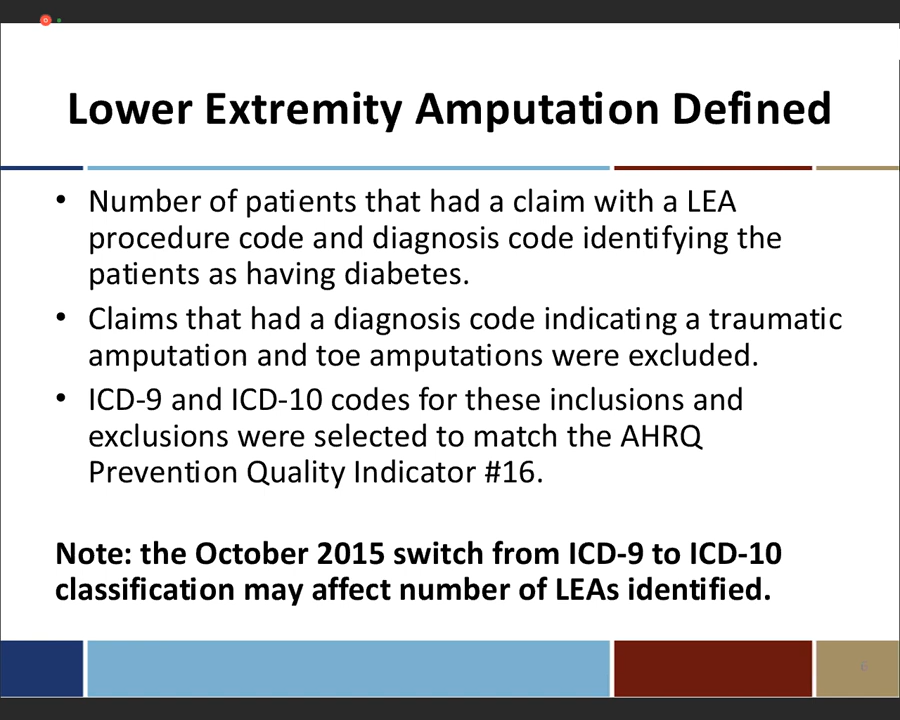 Lower Extremity Amputation Defined
• Number of patients that had a claim with a LEA
procedure code and diagnosis code identifying the
patients as having diabetes.
• Claims that had a diagnosis code indicating a traumatic
amputation and toe amputations were excluded.
• ICD-9 and ICD-10 codes for these inclusions and
exclusions were selected to match the AHRQ
Prevention Quality Indicator #16.
Note: the October 2015 switch from ICD-9 to ICD-10
classification may affect number of LEAs identified.
6